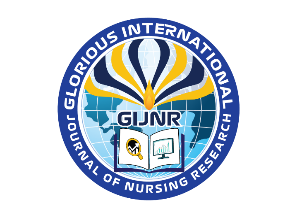 GLORIOUS INTERNATIONAL
GIJNR
JOURNAL OF NURSING RESEARCH